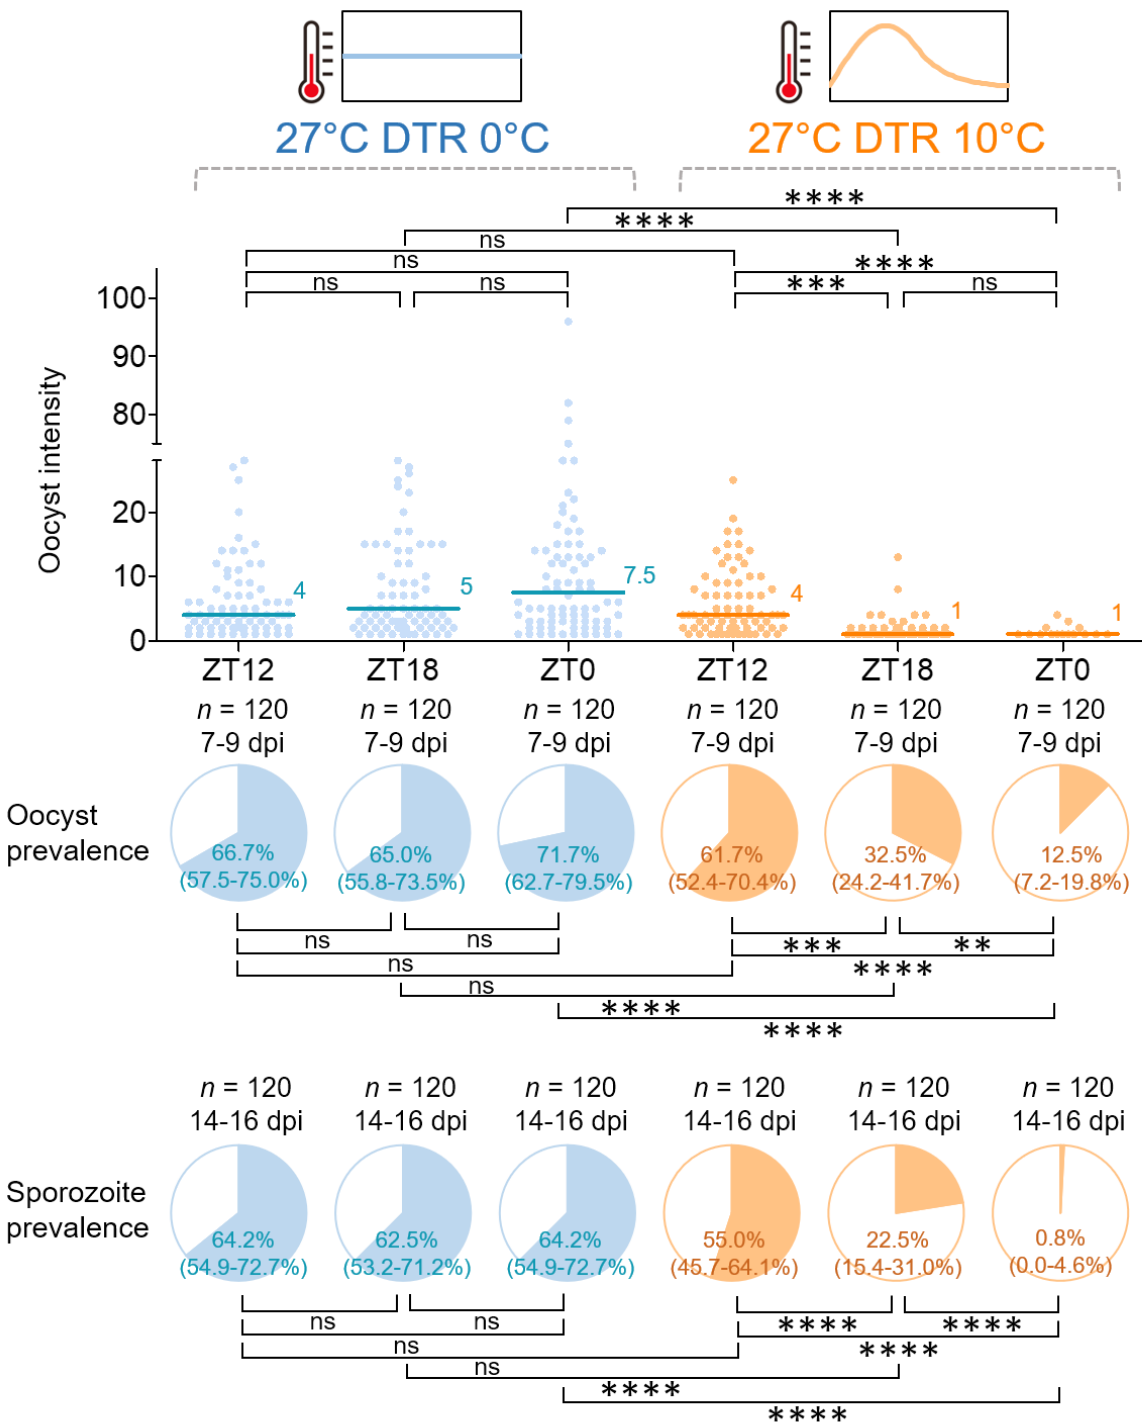 27°C DTR 0°C 27°C DTR 10°C
****
****
ns
ns ****
ns ns *** ns
Oocyst intensity
100
90
80
20
10
0
4 5 7.5 4 1 1
ZT12 ZT18 ZT0 ZT12 ZT18 ZT0
n = 120 n = 120 n = 120 n = 120 n = 120 n = 120
7-9 dpi 7-9 dpi 7-9 dpi 7-9 dpi 7-9 dpi 7-9 dpi
Oocyst
prevalence
66.7% 65.0% 71.7% 61.7% 32.5% 12.5%
(57.5-75.0%) (55.8-73.5%) (62.7-79.5%) (52.4-70.4%) (24.2-41.7%) (7.2-19.8%)
ns ns *** **
ns ****
ns
****
****
n = 120 n = 120 n = 120 n = 120 n = 120 n = 120
14-16 dpi 14-16 dpi 14-16 dpi 14-16 dpi 14-16 dpi 14-16 dpi
Sporozoite
prevalence
64.2% 62.5% 64.2% 55.0% 22.5% 0.8%
(54.9-72.7%) (53.2-71.2%) (54.9-72.7%) (45.7-64.1%) (15.4-31.0%) (0.0-4.6%)
ns ns **** ****
ns ****
ns
****
****